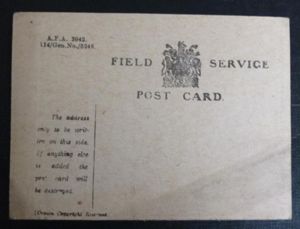 A.F.A. 2042.
114/Gen.No./5248.
FIELD SERVICE
POST CARD.
The address
only to be writ-
ten on this side.
If anything else
is added the
post card will
be destroyed.
[Crown Copyright Reserved.